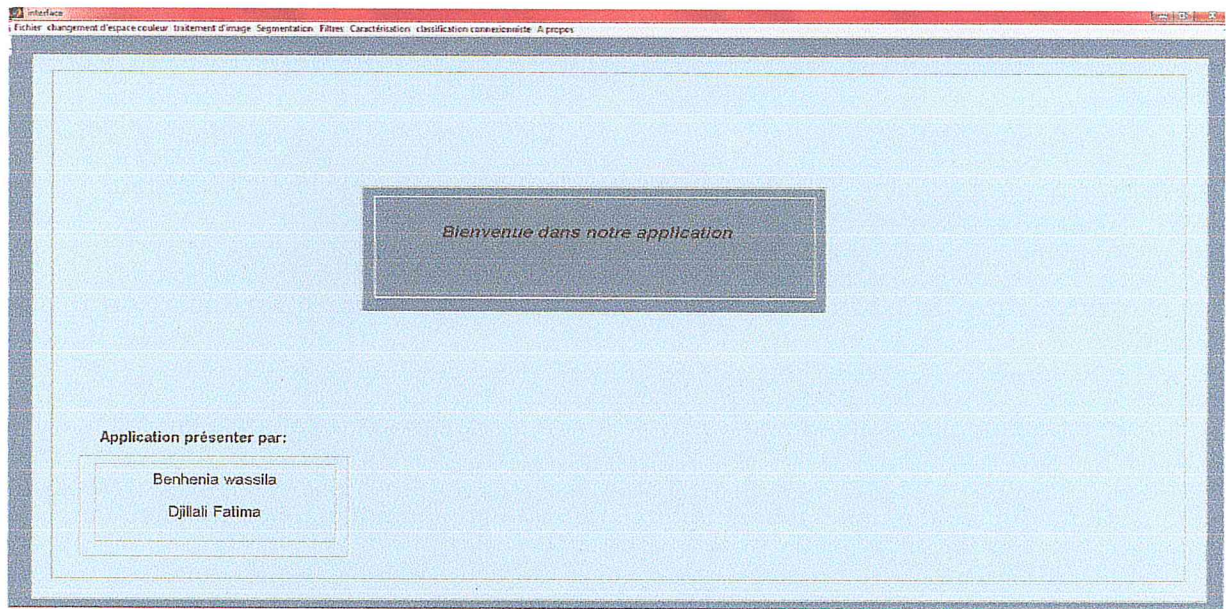 interface
Fichier changement d'espace couleur traitement d'image Segmentation Filtres Caractérisation classification connexionniste A propos
Bienvenue dans notre application
Application présenter par:
Benhenia wassila
Djillali Fatima